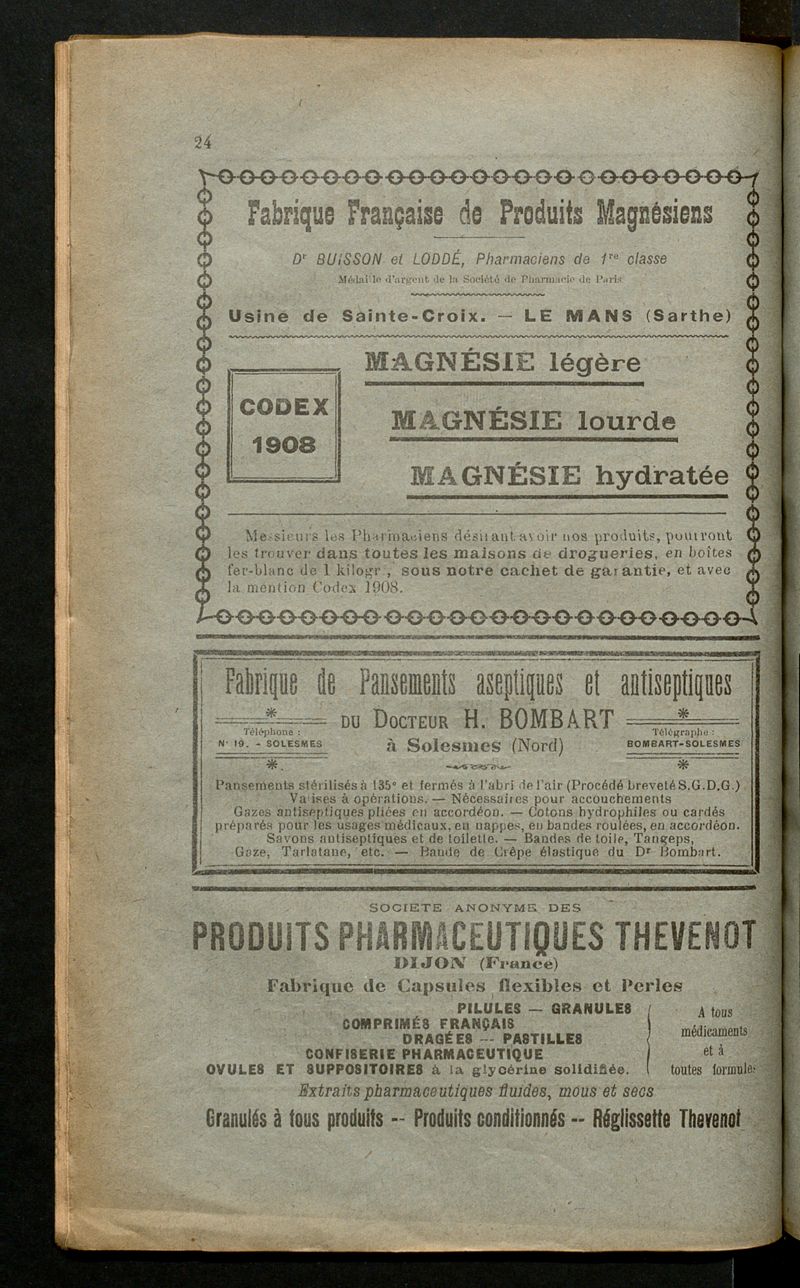 24
Fabrique Française de Produits Magnésiens
Dr BUISSON et LODDÉ, Pharmaciens de 1re classe
Médaille d'argent de la Société de Pharmacie de Paris
Usine de Sainte-Croix. — LE MANS (Sarthe)
CODEX
1908
MAGNÉSIE légère
MAGNÉSIE lourde
MAGNÉSIE hydratée
Messieurs les Pharmaciens désirant avoir nos produits, pourront
les trouver dans toutes les maisons de drogueries, en boîtes
fer-blanc de 1 kilogr, sous notre cachet de garantie, et avec
la mention Codex 1908.
Fabrique de Pansements aseptiques et antiseptiques
DU DOCTEUR H. BOMBART
à Solesmes (Nord)
Téléphone :
N° 19. - SOLESMES
Télégraphe :
BOMBART-SOLESMES
Pansements stérilisés à 135° et fermés à l'abri de l'air (Procédé breveté S.G.D.G.)
Valises à opérations. — Nécessaires pour accouchements
Gazes antiseptiques pliées en accordéon. — Cotons hydrophiles ou cardés
préparés pour les usages médicaux, en nappes, en bandes roulées, en accordéon.
Savons antiseptiques et de toilette. — Bandes de toile, Tangeps,
Gaze, Tarlatane, etc. — Bande de Crêpe élastique du Dr Bombart.
SOCIETE ANONYME DES
PRODUITS PHARMACEUTIQUES THEVENOT
DIJON (France)
Fabrique de Capsules flexibles et Perles
PILULES — GRANULES
COMPRIMÉS FRANÇAIS
DRAGÉES -- PASTILLES
CONFISERIE PHARMACEUTIQUE
OVULES ET SUPPOSITOIRES à la glycérine solidifiée.
A tous
médicaments
et à
toutes formules
Extraits pharmaceutiques fluides, mous et secs
Granulés à tous produits -- Produits conditionnés -- Réglissette Thevenot